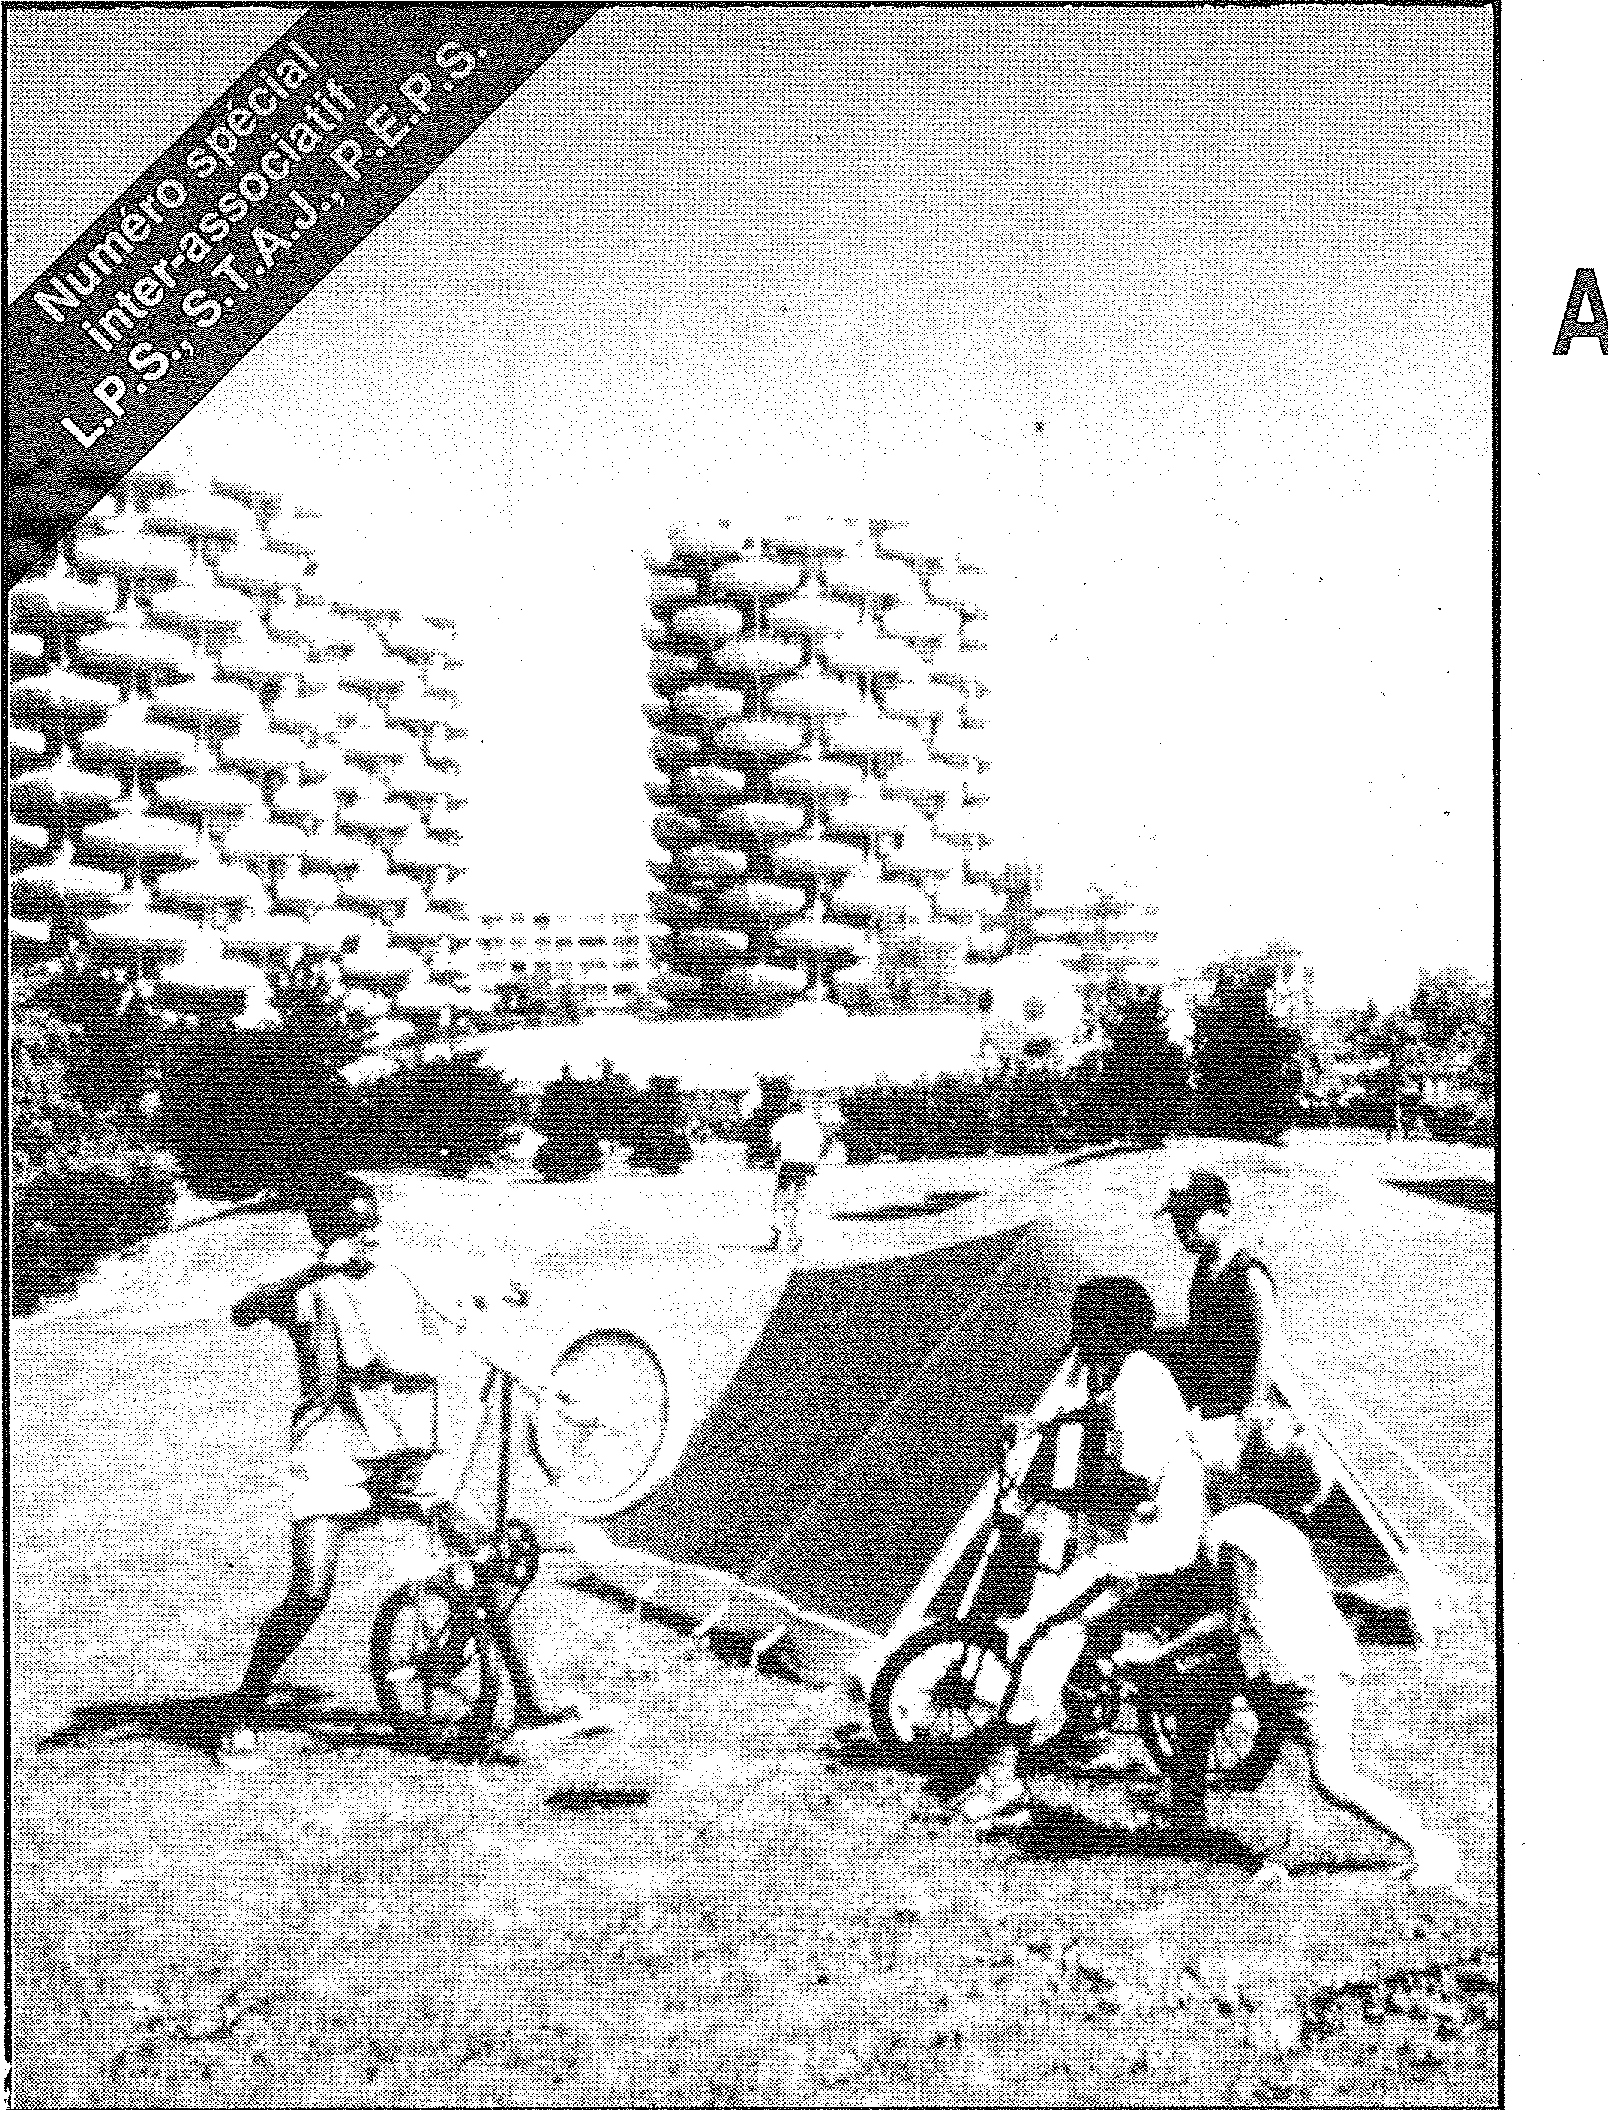 Numéro spécial
inter-associatif
L.P.S., S.T.A.J., P.E.P.S.
A